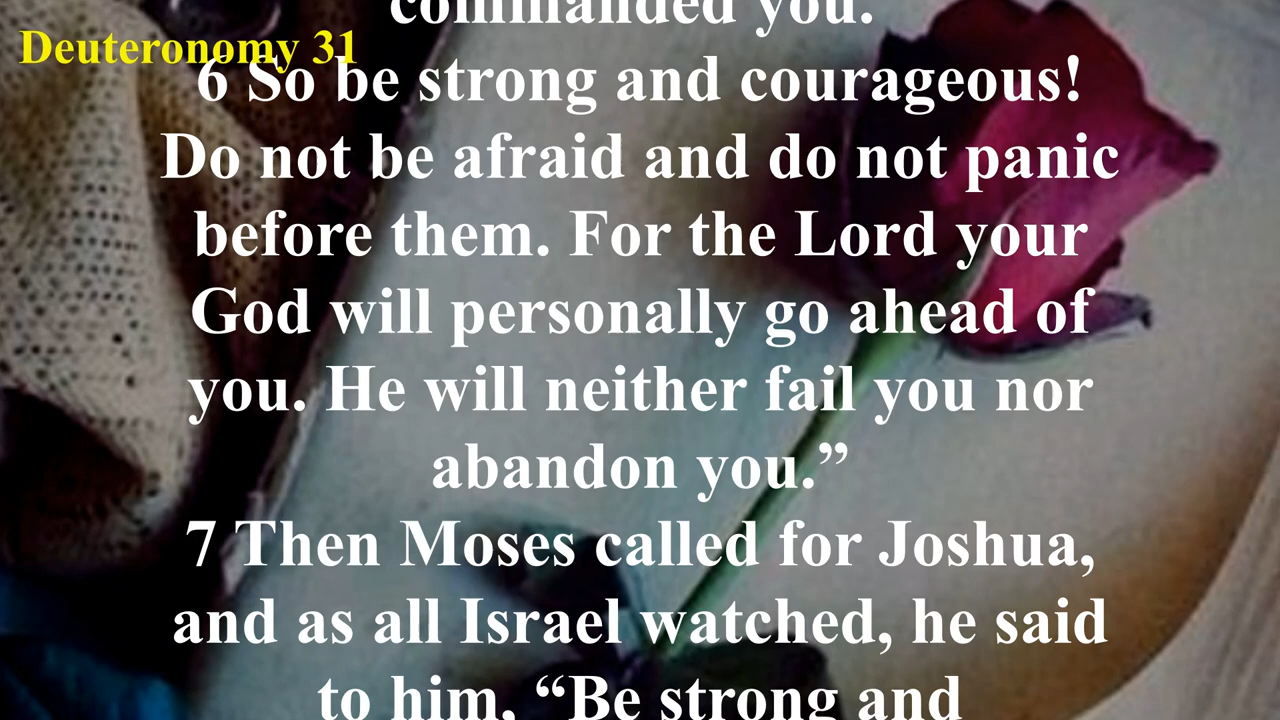 commanded you.
Deuteronomy 31
6 So be strong and courageous!
Do not be afraid and do not panic
before them. For the Lord your
God will personally go ahead of
you. He will neither fail you nor
abandon you.”
7 Then Moses called for Joshua,
and as all Israel watched, he said
to him, “Be strong and